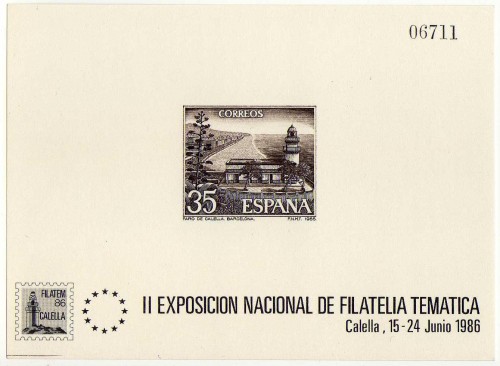 06711
CORREOS
35 ESPAÑA
FARO DE CALELLA. BARCELONA. F.N.M.T. 1985
FILATEM
86
CALELLA
II EXPOSICION NACIONAL DE FILATELIA TEMATICA
Calella, 15-24 Junio 1986